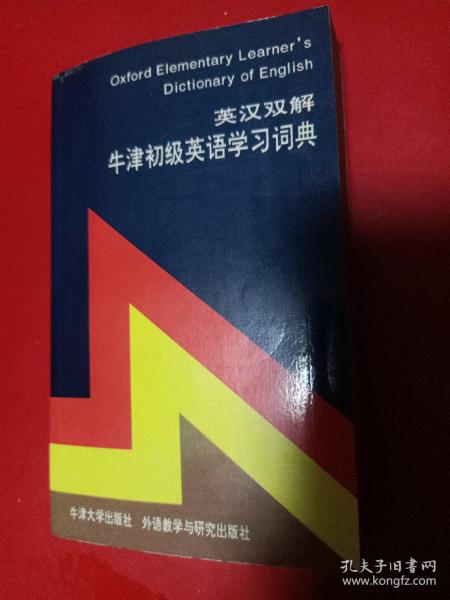 Oxford Elementary Learner's
Dictionary of English
英汉双解
牛津初级英语学习词典
牛津大学出版社 外语教学与研究出版社
孔夫子旧书网
www.kongfz.com